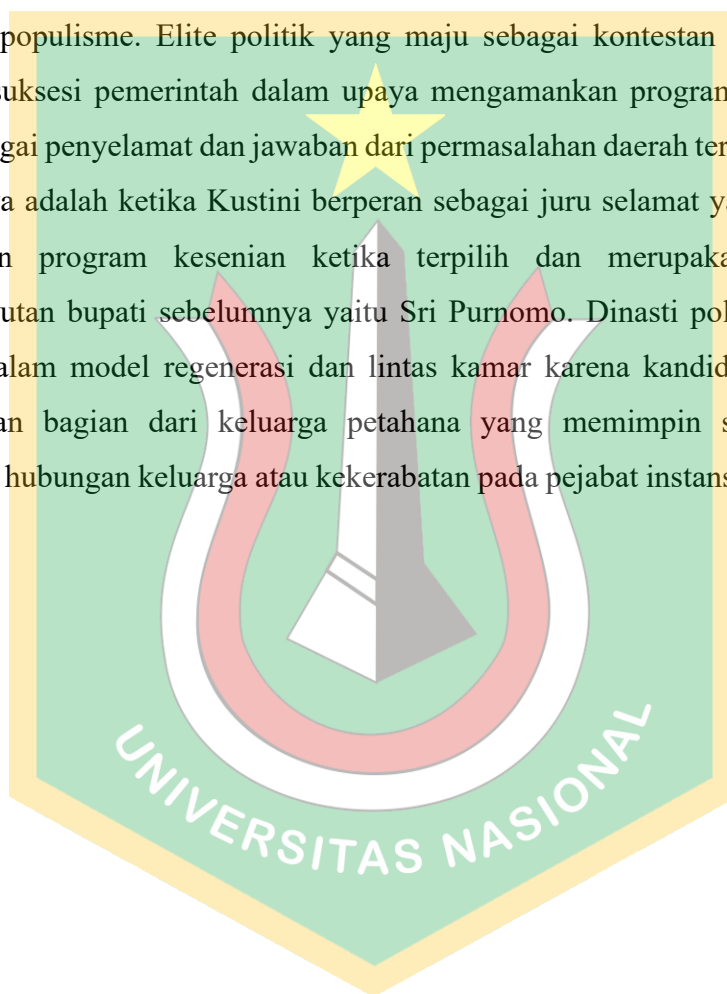 populisme. Elite politik yang maju sebagai kontestan
suksesi pemerintah dalam upaya mengamankan program
gai penyelamat dan jawaban dari permasalahan daerah ter
a adalah ketika Kustini berperan sebagai juru selamat ya
n program kesenian ketika terpilih dan merupaka
utan bupati sebelumnya yaitu Sri Purnomo. Dinasti pol
alam model regenerasi dan lintas kamar karena kandid
an bagian dari keluarga petahana yang memimpin s
hubungan keluarga atau kekerabatan pada pejabat instans
UNIVERSITAS NASIONAL